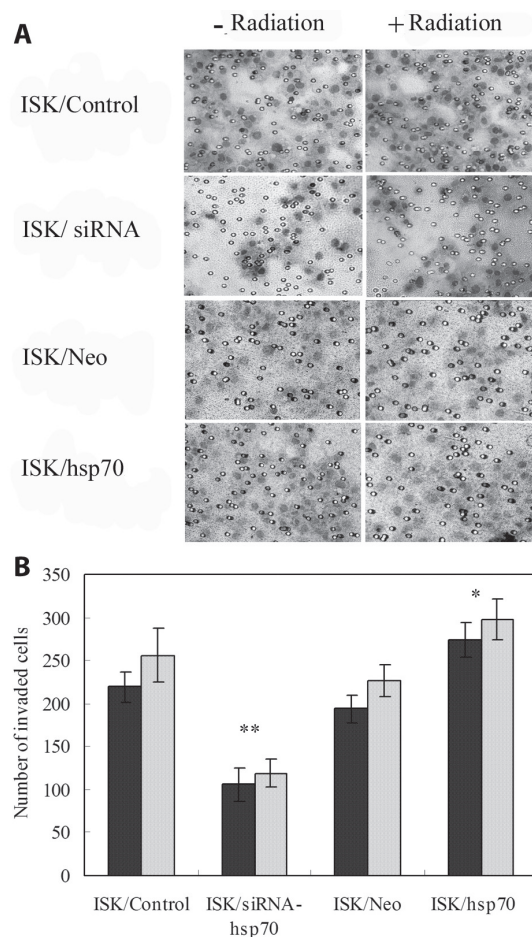 A
- Radiation
+ Radiation
ISK/Control
ISK/ siRNA
ISK/Neo
ISK/hsp70
B
350
300
250
200
150
100
50
0
Number of invaded cells
**
*
ISK/Control
ISK/siRNA-
hsp70
ISK/Neo
ISK/hsp70